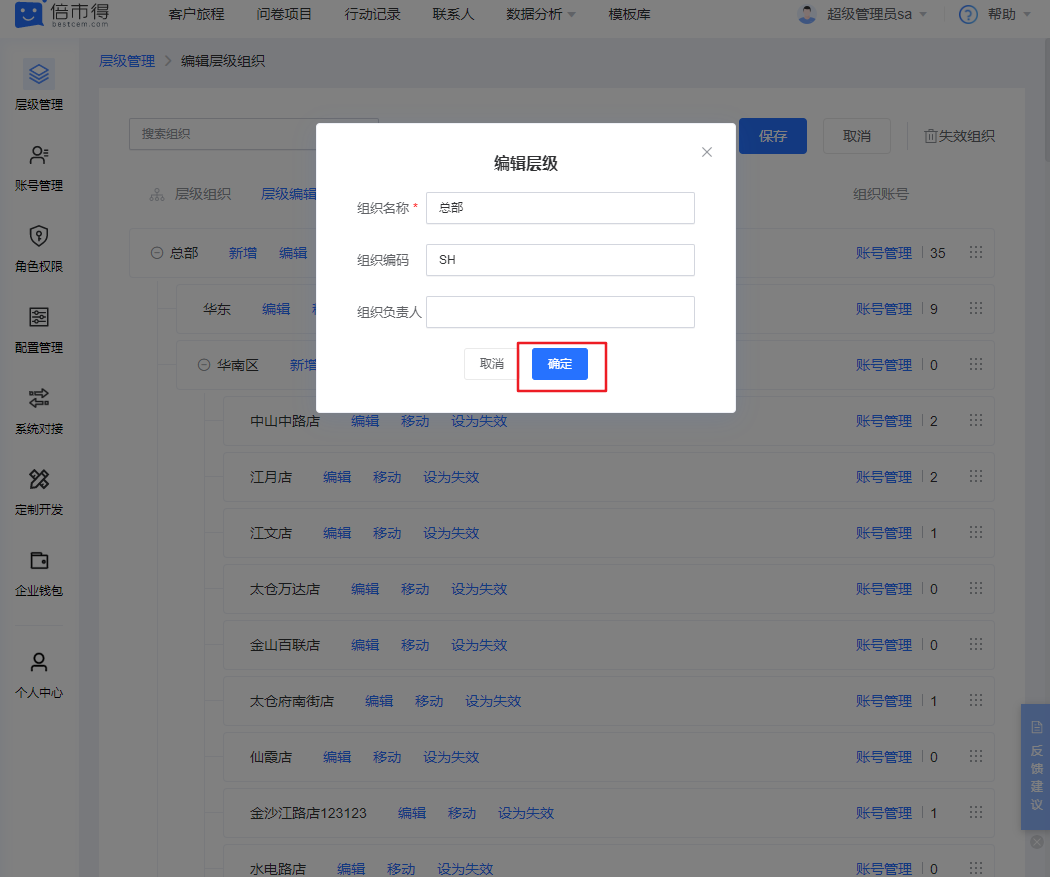 倍市得
bestcem.com
客户旅程 问卷项目 行动记录 联系人 数据分析 模板库 超级管理员sa 帮助
层级管理
账号管理
角色权限
配置管理
系统对接
定制开发
企业钱包
个人中心
层级管理 > 编辑层级组织
搜索组织 保存 取消 失效组织
层级组织 层级编辑 组织账号
总部 新增 编辑 账号管理 35
华东 编辑 账号管理 9
华南区 新增 账号管理 0
中山中路店 编辑 移动 设为失效 账号管理 2
江月店 编辑 移动 设为失效 账号管理 2
江文店 编辑 移动 设为失效 账号管理 1
太仓万达店 编辑 移动 设为失效 账号管理 0
金山百联店 编辑 移动 设为失效 账号管理 0
太仓府南街店 编辑 移动 设为失效 账号管理 1
仙霞店 编辑 移动 设为失效 账号管理 0
金沙江路店123123 编辑 移动 设为失效 账号管理 1
水电路店 编辑 移动 设为失效 账号管理 0
编辑层级
组织名称 * 总部
组织编码 SH
组织负责人
取消 确定
反馈建议